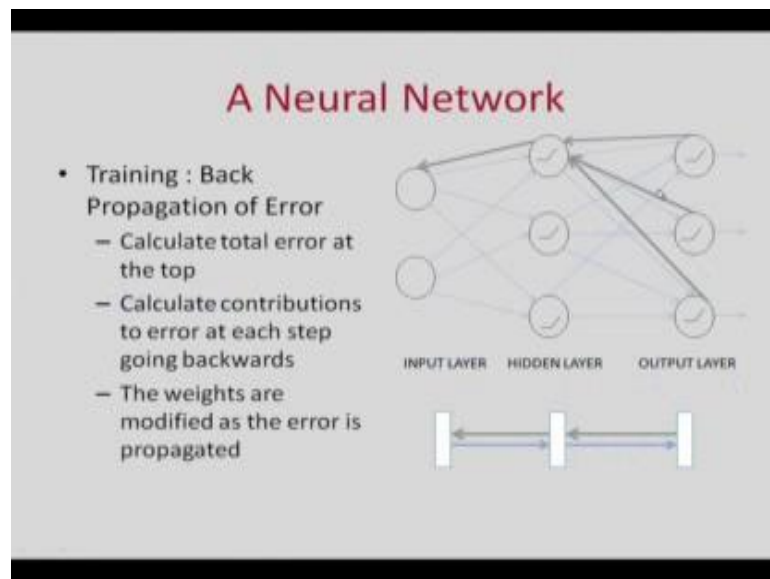 A Neural Network
• Training : Back
Propagation of Error
– Calculate total error at
the top
– Calculate contributions
to error at each step
going backwards
– The weights are
modified as the error is
propagated
INPUT LAYER HIDDEN LAYER OUTPUT LAYER